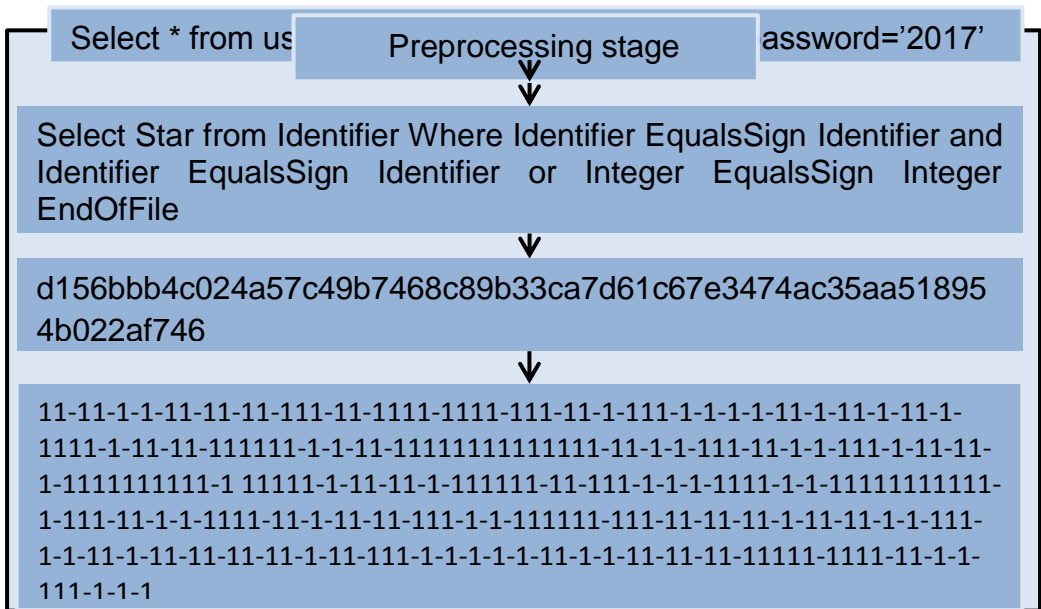 Select * from us Preprocessing stage assword=’2017’
Select Star from Identifier Where Identifier EqualsSign Identifier and
Identifier EqualsSign Identifier or Integer EqualsSign Integer
EndOfFile
d156bbb4c024a57c49b7468c89b33ca7d61c67e3474ac35aa51895
4b022af746
11-11-1-1-11-11-11-111-11-1111-1111-111-11-1-111-1-1-1-1-11-1-11-1-11-1-
1111-1-11-11-111111-1-1-11-11111111111111-11-1-1-111-11-1-1-111-1-11-11-
1-1111111111-1 11111-1-11-11-1-111111-11-111-1-1-1-1111-1-1-11111111111-
1-111-11-1-1-1111-11-1-11-11-111-1-1-111111-111-11-11-11-1-11-11-1-1-111-
1-1-11-1-11-11-11-11-1-11-111-1-1-1-1-1-11-1-1-11-11-11-11111-1111-11-1-1-
111-1-1-1